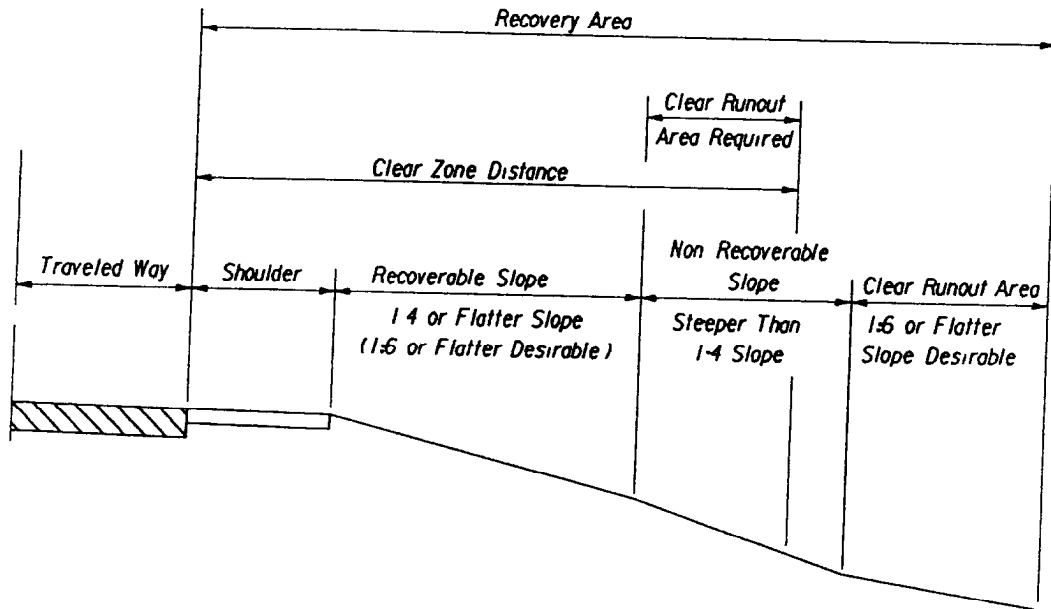 Recovery Area
Clear Runout
Area Required
Clear Zone Distance
Traveled Way
Shoulder
Recoverable Slope
1 4 or Flatter Slope
(1:6 or Flatter Desirable)
Non Recoverable
Slope
Steeper Than
1-4 Slope
Clear Runout Area
1:6 or Flatter
Slope Desirable